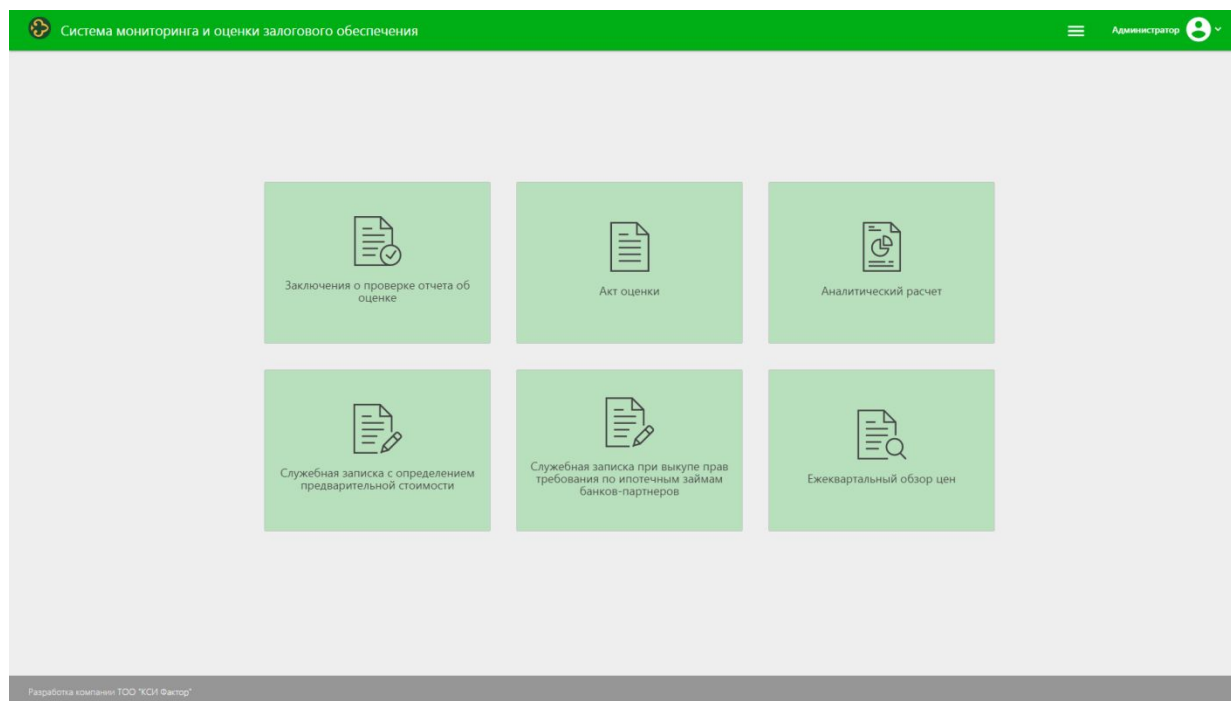 Система мониторинга и оценки залогового обеспечения
Администратор
Заключения о проверке отчета об
оценке
Акт оценки
Аналитический расчет
Служебная записка с определением
предварительной стоимости
Служебная записка при выкупе прав
требования по ипотечным займам
банков-партнеров
Ежеквартальный обзор цен
Разработка компании ТОО "КСИ Фактор"